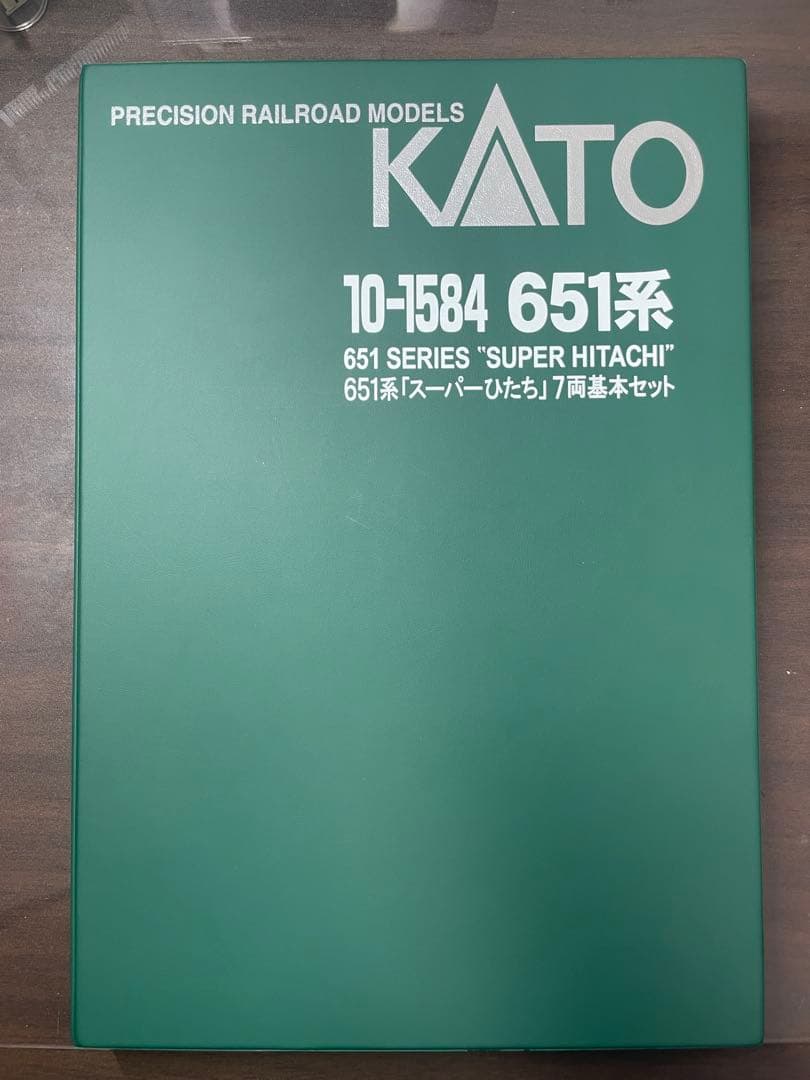 PRECISION RAILROAD MODELS
KATO
10-1584 651系
651 SERIES "SUPER HITACHI"
651系「スーパーひたち」7両基本セット